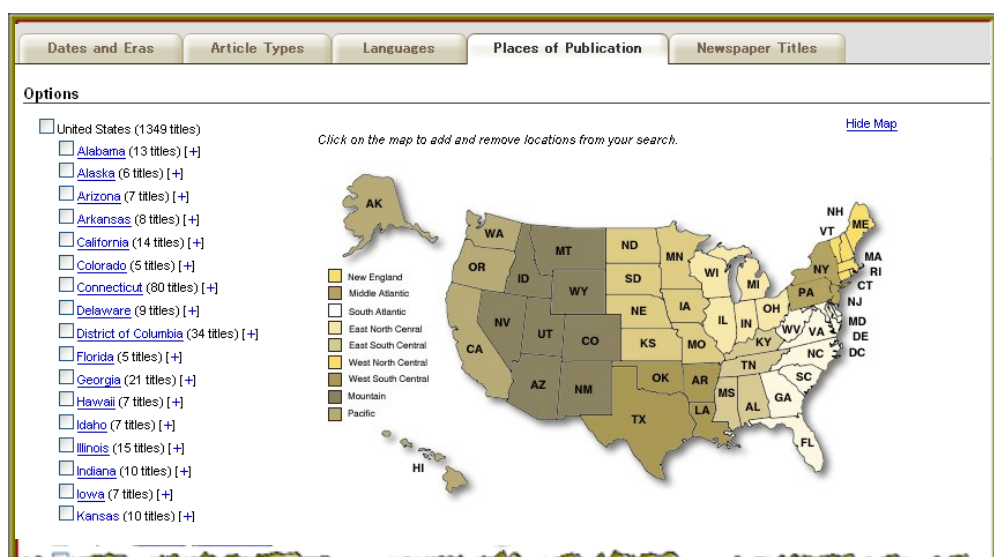 Dates and Eras
Article Types
Languages
Places of Publication
Newspaper Titles
Options
United States (1349 titles)
Alabama (13 titles) [+]
Alaska (6 titles) [+]
Arizona (7 titles) [+]
Arkansas (8 titles) [+]
California (14 titles) [+]
Colorado (5 titles) [+]
Connecticut (80 titles) [+]
Delaware (9 titles) [+]
District of Columbia (34 titles) [+]
Florida (5 titles) [+]
Georgia (21 titles) [+]
Hawaii (7 titles) [+]
Idaho (7 titles) [+]
Illinois (15 titles) [+]
Indiana (10 titles) [+]
Iowa (7 titles) [+]
Kansas (10 titles) [+]
Hide Map
Click on the map to add and remove locations from your search.
AK
WA
OR
CA
NV
ID
MT
WY
UT
CO
AZ
NM
ND
SD
NE
KS
MN
IA
MO
OK
TX
AR
LA
WI
IL
MI
IN
OH
KY
TN
MS
AL
GA
FL
SC
NC
VA
WV
PA
NY
NH
VT
ME
MA
RI
CT
NJ
MD
DE
DC
HI
New England
Middle Atlantic
South Atlantic
East North Cenral
East South Central
West North Central
West South Central
Mountain
Pacific